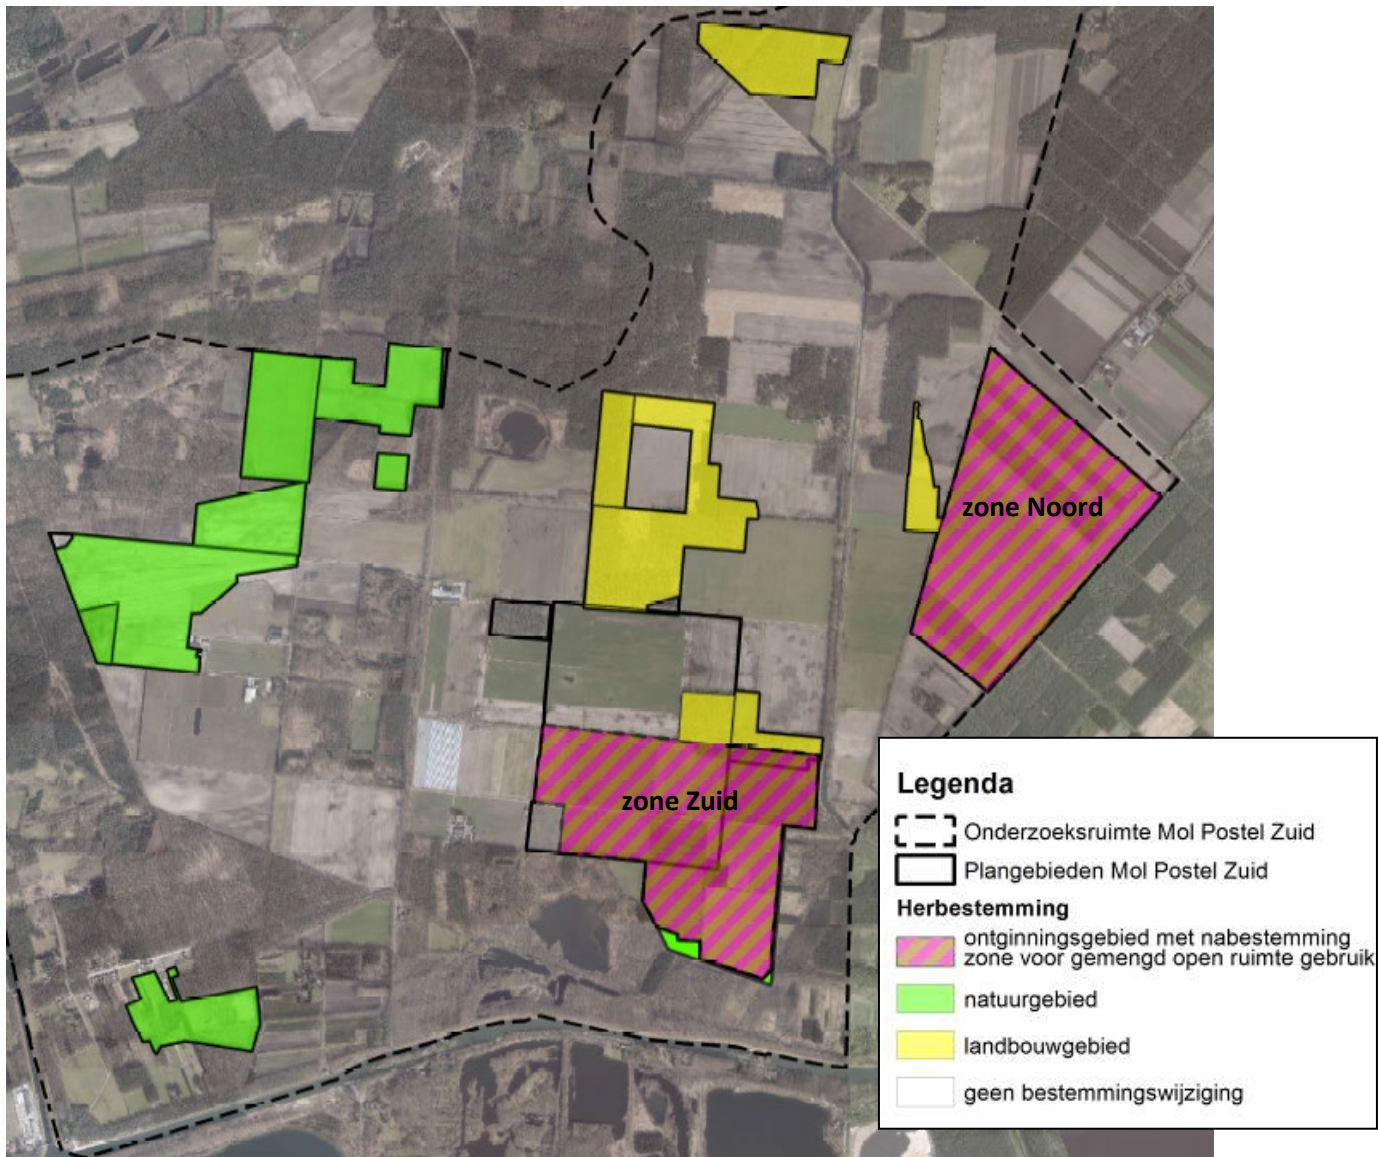 zone Noord
zone Zuid
Legenda
Onderzoeksruimte Mol Postel Zuid
Plangebieden Mol Postel Zuid
Herbestemming
ontginningsgebied met nabestemming
zone voor gemengd open ruimte gebruik
natuurgebied
landbouwgebied
geen bestemmingswijziging